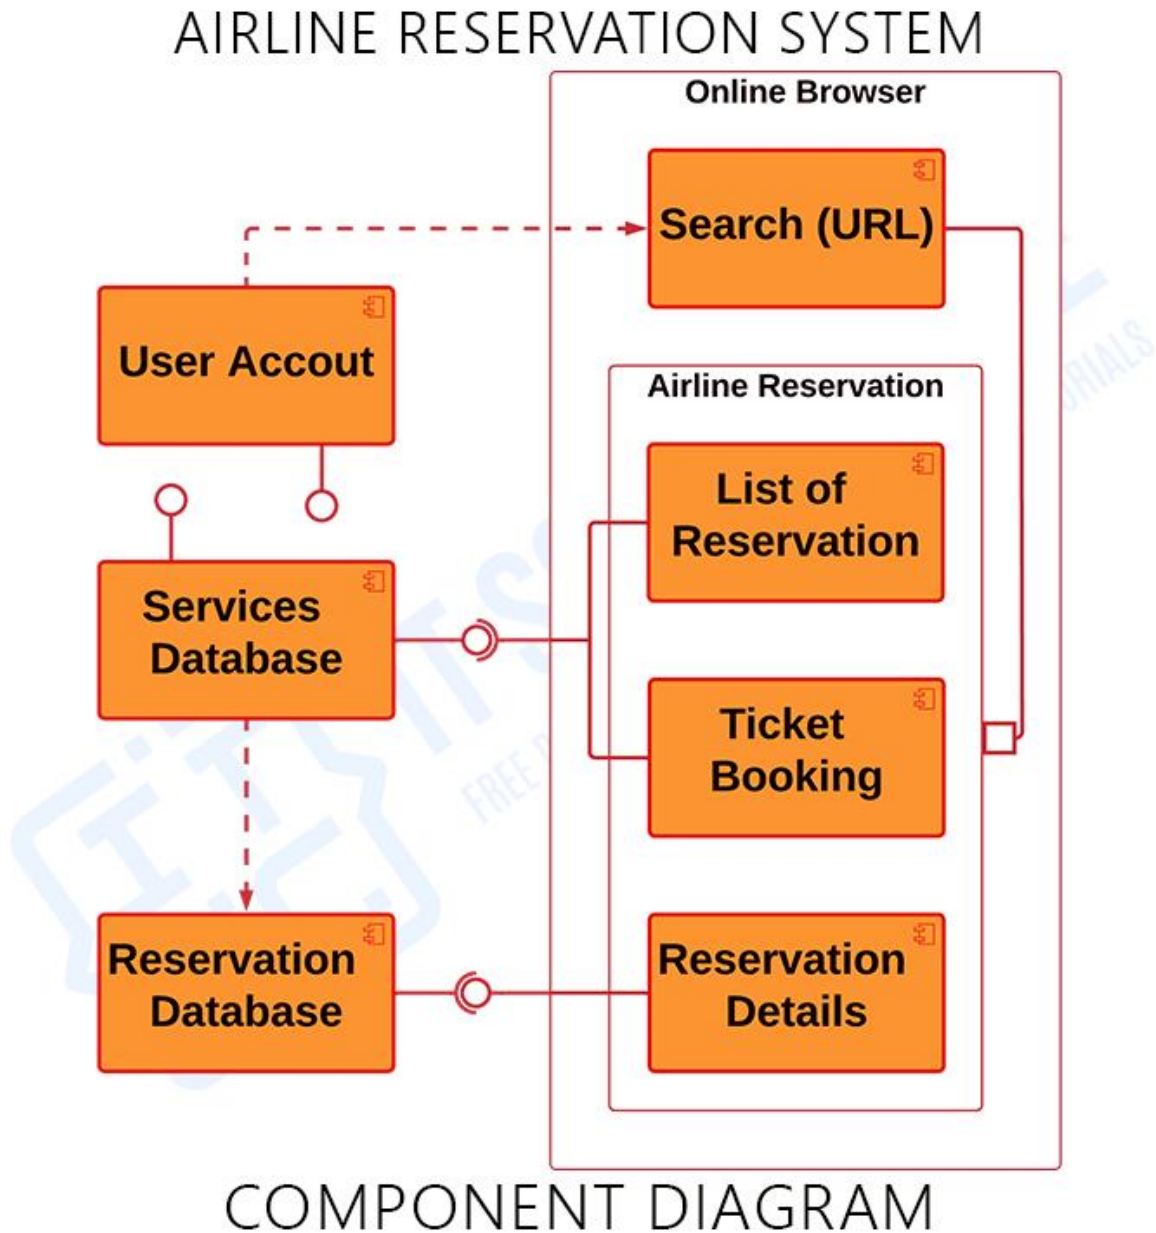 AIRLINE RESERVATION SYSTEM
Online Browser
Search (URL)
User Accout
Airline Reservation
List of
Reservation
Services
Database
Ticket
Booking
Reservation
Database
Reservation
Details
COMPONENT DIAGRAM